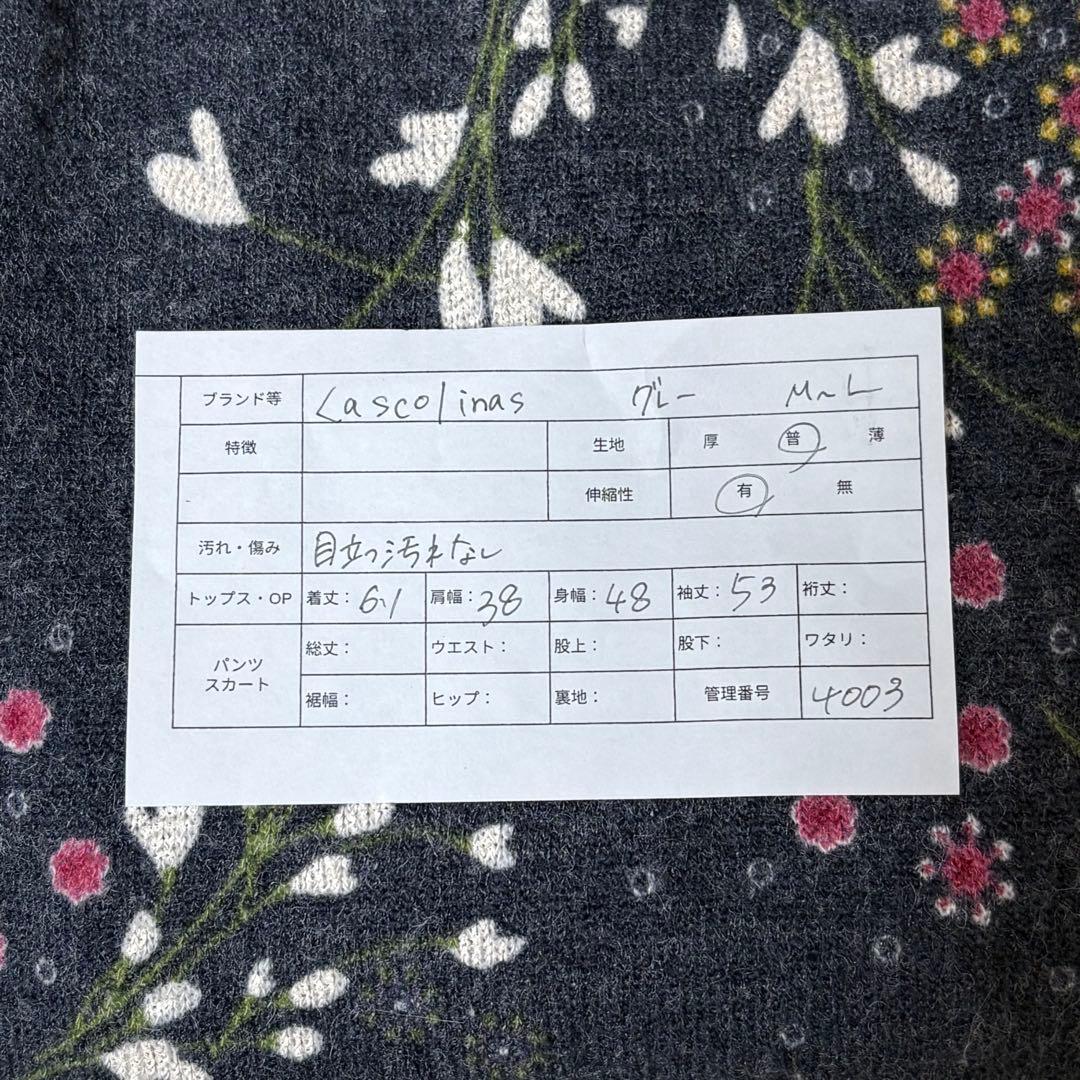 ブランド等 Lascolinas グレー M~L
特徴 生地 厚 普 薄
伸縮性 有 無
汚れ・傷み 目立つ汚れなし
トップス・OP 着丈: 61 肩幅: 38 身幅: 48 袖丈: 53 裄丈:
パンツ スカート 総丈: ウエスト: 股上: 股下: ワタリ:
裾幅: ヒップ: 裏地: 管理番号 4003